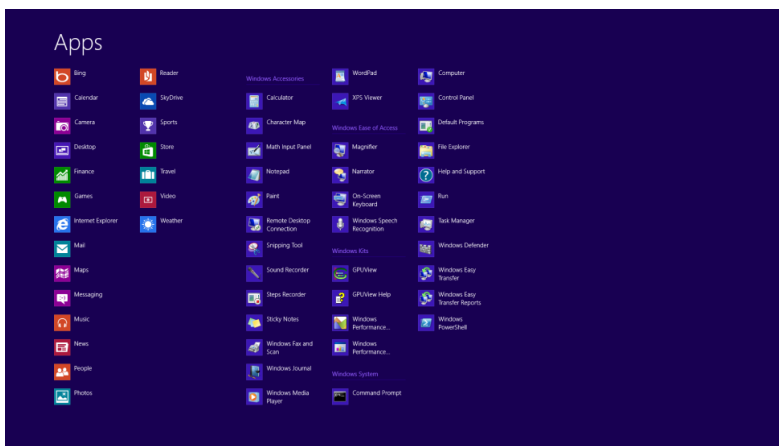 Apps
Bing
Calendar
Camera
Desktop
Finance
Games
Internet Explorer
Mail
Maps
Messaging
Music
News
People
Photos
Reader
SkyDrive
Sports
Store
Travel
Video
Weather
Windows Accessories
Calculator
Character Map
Math Input Panel
Notepad
Paint
Remote Desktop
Connection
Snipping Tool
Sound Recorder
Steps Recorder
Sticky Notes
Windows Fax and
Scan
Windows Journal
Windows Media
Player
WordPad
XPS Viewer
Windows Ease of Access
Magnifier
Narrator
On-Screen
Keyboard
Windows Speech
Recognition
Windows Kits
GPUView
GPUView Help
Windows
Performance...
Windows
Performance...
Windows System
Command Prompt
Computer
Control Panel
Default Programs
File Explorer
Help and Support
Run
Task Manager
Windows Defender
Windows Easy
Transfer
Windows Easy
Transfer Reports
Windows
PowerShell